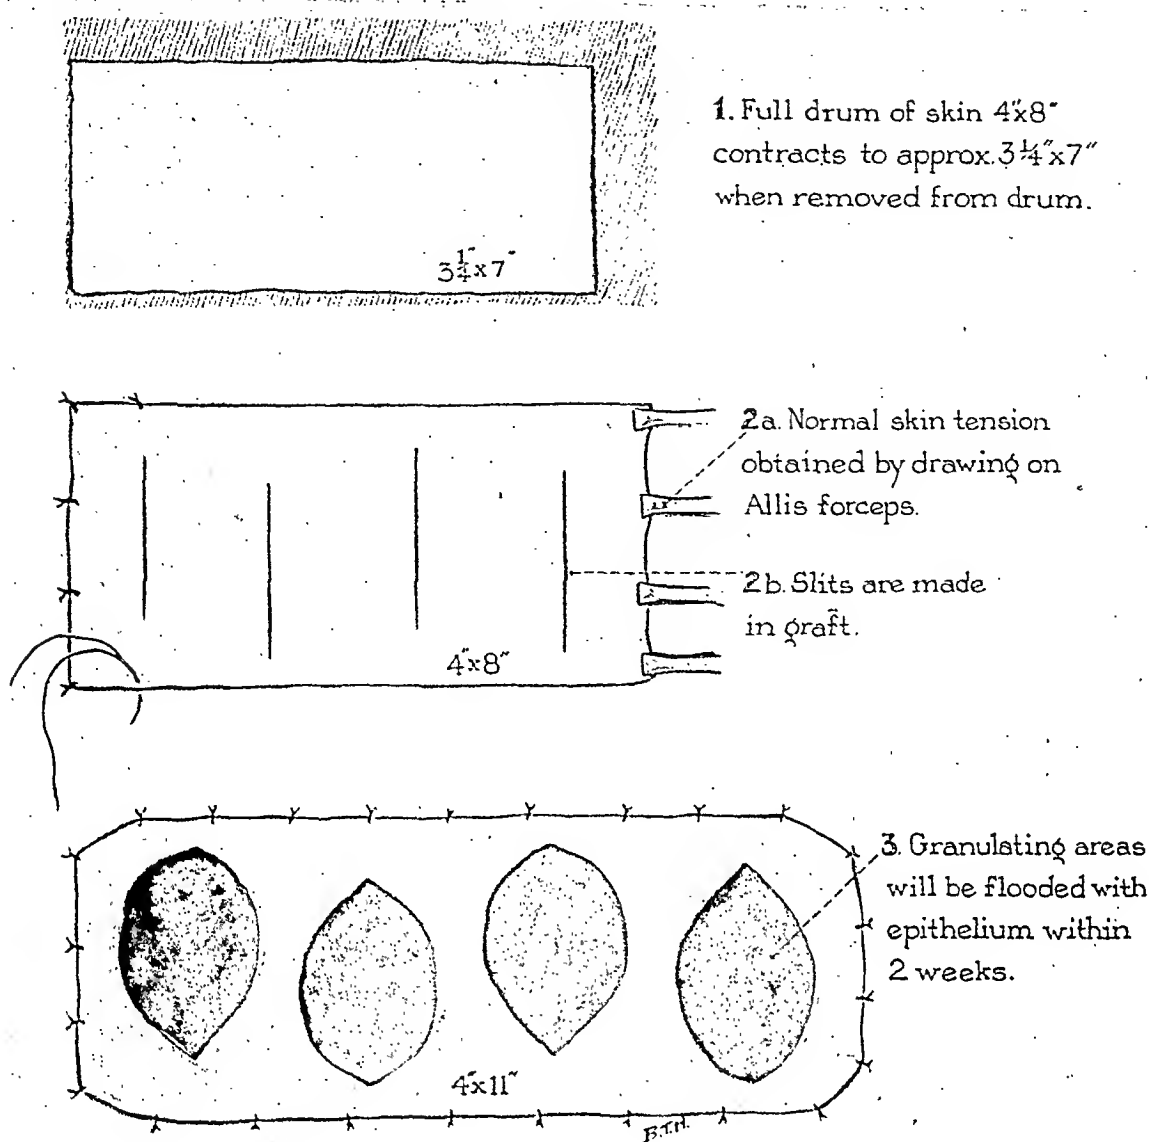 1. Full drum of skin 4"x8"
contracts to approx. 3¼"x7"
when removed from drum.
3¼"x7"
2a. Normal skin tension
obtained by drawing on
Allis forceps.
2b. Slits are made
in graft.
4"x8"
3. Granulating areas
will be flooded with
epithelium within
2 weeks.
4"x11"
B.T.H.